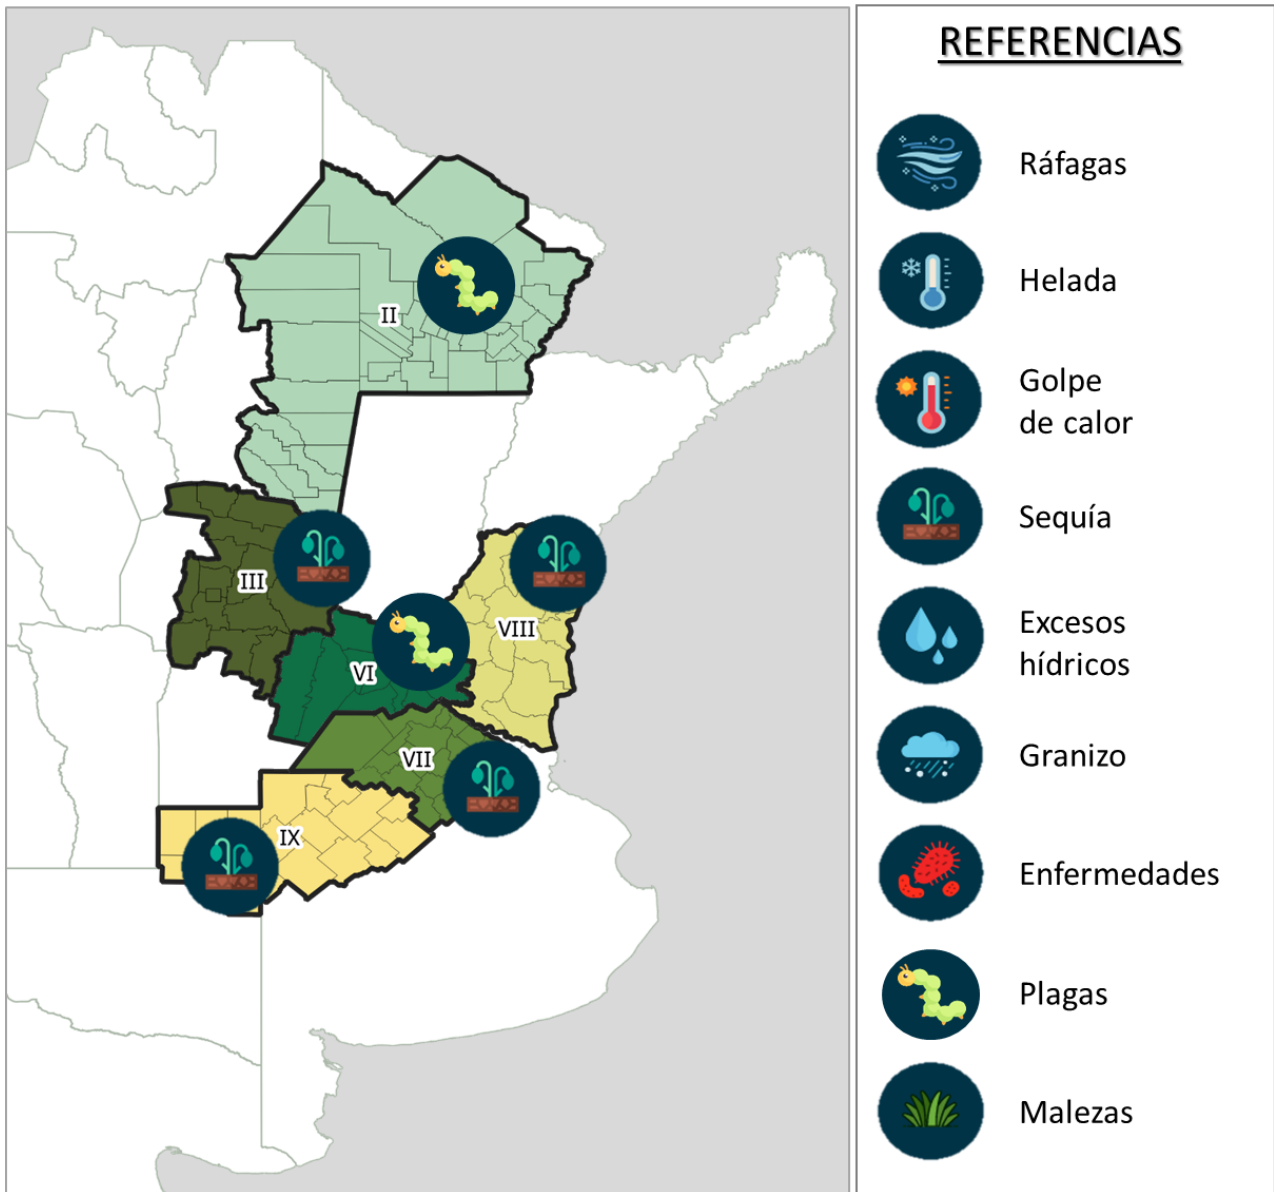 REFERENCIAS
Ráfagas
Helada
Golpe
de calor
Sequía
Excesos
hídricos
Granizo
Enfermedades
Plagas
Malezas
II
III
VIII
VI
VII
IX